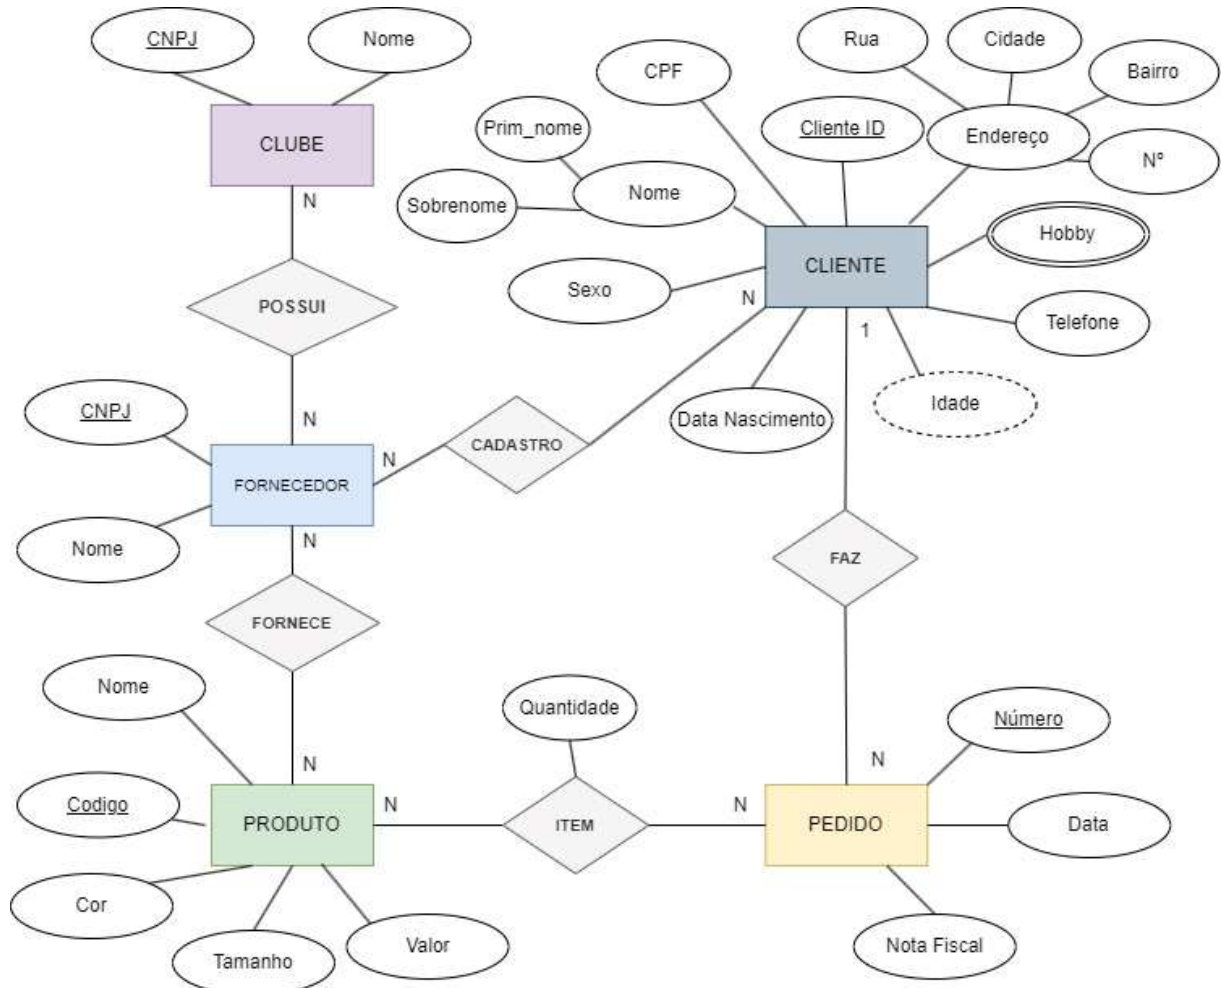 CNPJ
Nome
Rua
Cidade
CPF
Bairro
Prim_nome
Cliente ID
Endereço
CLUBE
Nº
Nome
Sobrenome
N
Hobby
CLIENTE
Sexo
N
POSSUI
Telefone
1
Idade
CNPJ
N
Data Nascimento
CADASTRO
N
FORNECEDOR
N
Nome
FAZ
FORNECE
Nome
Quantidade
Número
N
N
Codigo
N
N
PRODUTO
ITEM
PEDIDO
Data
Cor
Valor
Nota Fiscal
Tamanho